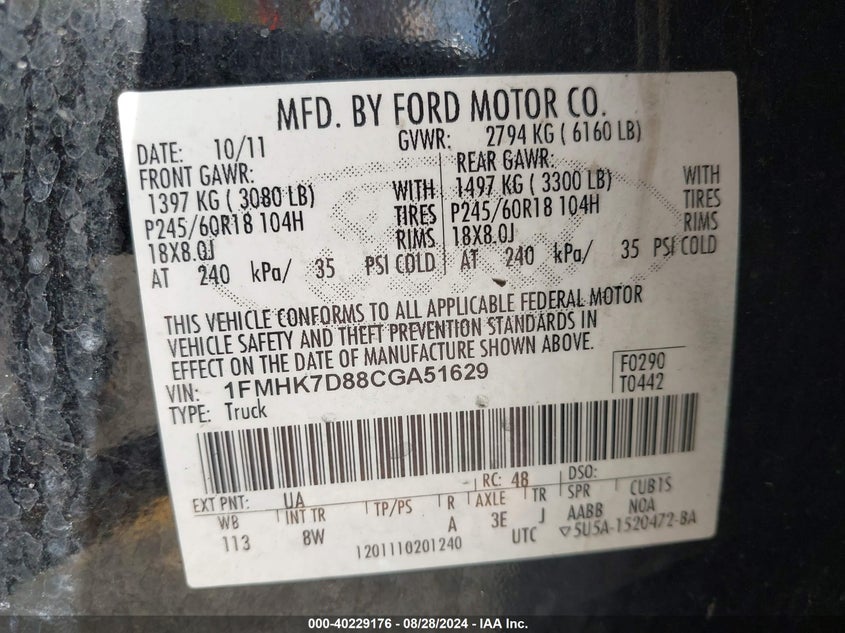 MFD. BY FORD MOTOR CO.
DATE: 10/11 GVWR: 2794 KG ( 6160 LB)
FRONT GAWR: REAR GAWR:
1397 KG ( 3080 LB) WITH 1497 KG ( 3300 LB) WITH
P245/60R18 104H TIRES P245/60R18 104H TIRES
18X8.0J RIMS 18X8.0J RIMS
AT 240 kPa/ 35 PSI COLD AT 240 kPa/ 35 PSI COLD
THIS VEHICLE CONFORMS TO ALL APPLICABLE FEDERAL MOTOR
VEHICLE SAFETY AND THEFT PREVENTION STANDARDS IN
EFFECT ON THE DATE OF MANUFACTURE SHOWN ABOVE.
VIN: 1FMHK7D88CGA51629 F0290
TYPE: Truck T0442
EXT PNT: UA RC: 48 DSO:
WB INT TR TP/PS R AXLE TR SPR CUB1S
113 8W A 3E J AABB NOA
1201110201240 UTC ▽5U5A-1520472-BA
000-40229176 - 08/28/2024 - IAA Inc.